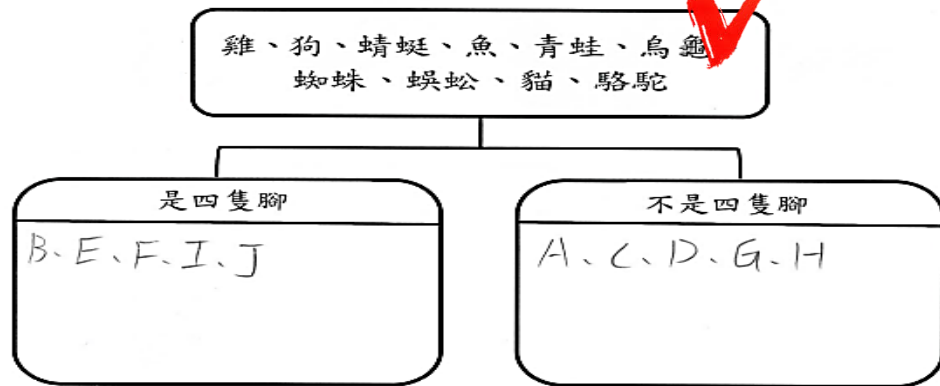 雞、狗、蜻蜓、魚、青蛙、烏龜
蜘蛛、蜈蚣、貓、駱駝
是四隻腳
B、E、F、I、J
不是四隻腳
A、C、D、G、H